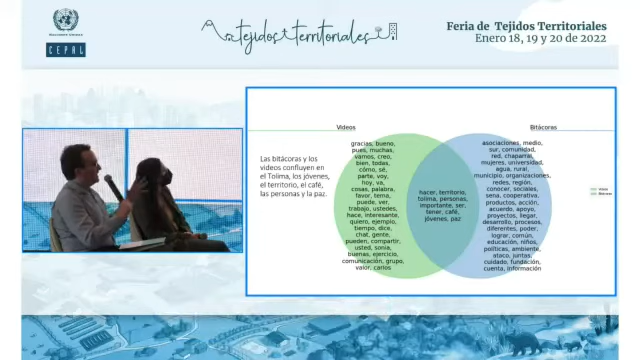 Naciones Unidas
CEPAL
tejidos territoriales
Feria de Tejidos Territoriales
Enero 18, 19 y 20 de 2022
Videos
Bitácoras
Las bitácoras y los
videos confluyen en
el Tolima, los jóvenes,
el territorio, el café,
las personas y la paz.
gracias, bueno,
pues, muchas,
vamos, creo,
bien, todas,
cómo, sé,
parte, voy,
hoy, va,
cosas, palabra,
favor, tema,
puede, ver,
trabajo, ustedes,
hace, interesante,
quiero, ejemplo,
tiempo, dice,
chat, gente,
pueden, compartir,
usted, sonia,
buenas, ejercicio,
comunicación, grupo,
valor, carlos
hacer, territorio,
tolima, personas,
importante, ser,
tener, café,
jóvenes, paz
asociaciones, medio,
sur, comunidad,
red, chaparral,
mujeres, universidad,
agua, rural,
municipio, organizaciones,
redes, región,
conocer, sociales,
sena, cooperativa,
productos, acción,
acuerdo, apoyo,
proyectos, llegar,
desarrollo, procesos,
diferentes, poder,
lograr, común,
educación, niños,
políticas, ambiente,
ataco, juntas,
cuidado, fundación,
cuenta, información